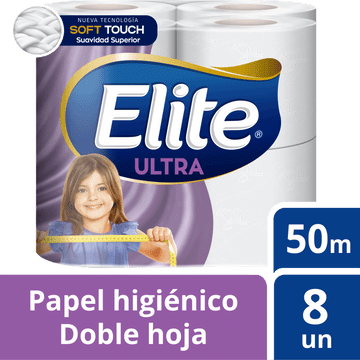 NUEVA TECNOLOGÍA
SOFT TOUCH
Suavidad Superior
Elite®
ULTRA
50m
Papel higiénico
Doble hoja
8
un